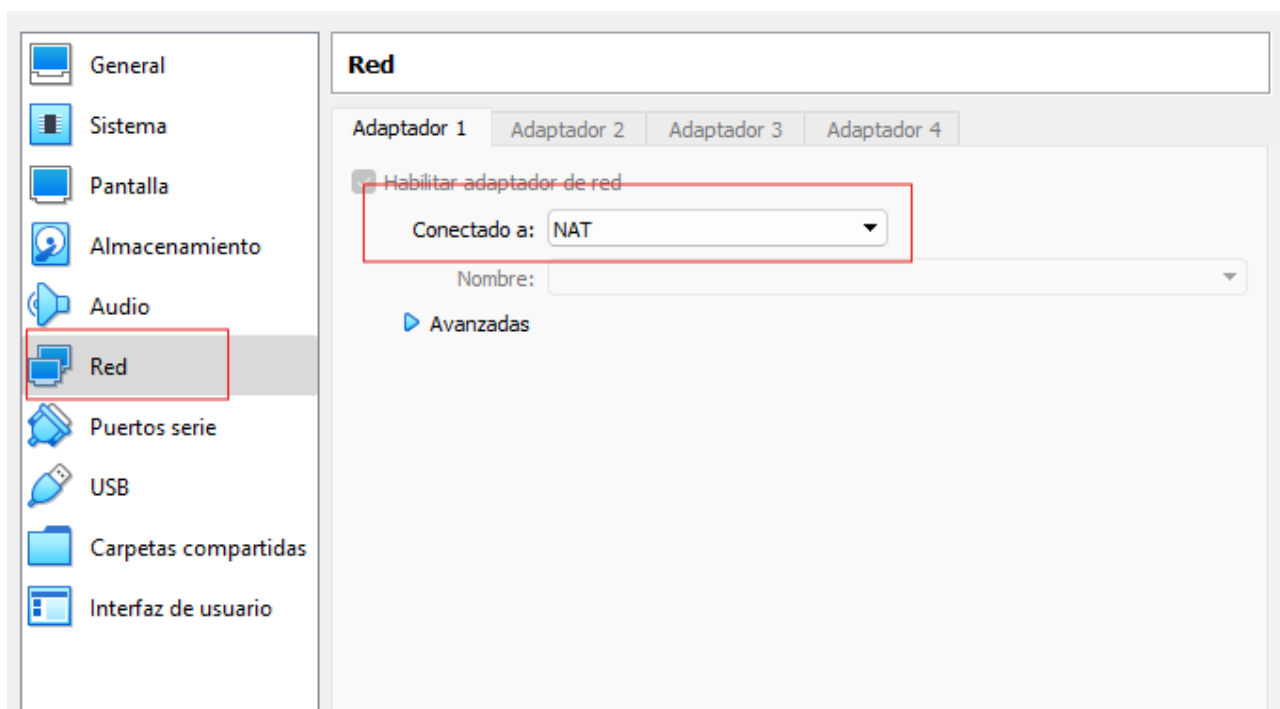 General
Sistema
Pantalla
Almacenamiento
Audio
Red
Puertos serie
USB
Carpetas compartidas
Interfaz de usuario
Red
Adaptador 1 Adaptador 2 Adaptador 3 Adaptador 4
Habilitar adaptador de red
Conectado a: NAT
Nombre:
Avanzadas